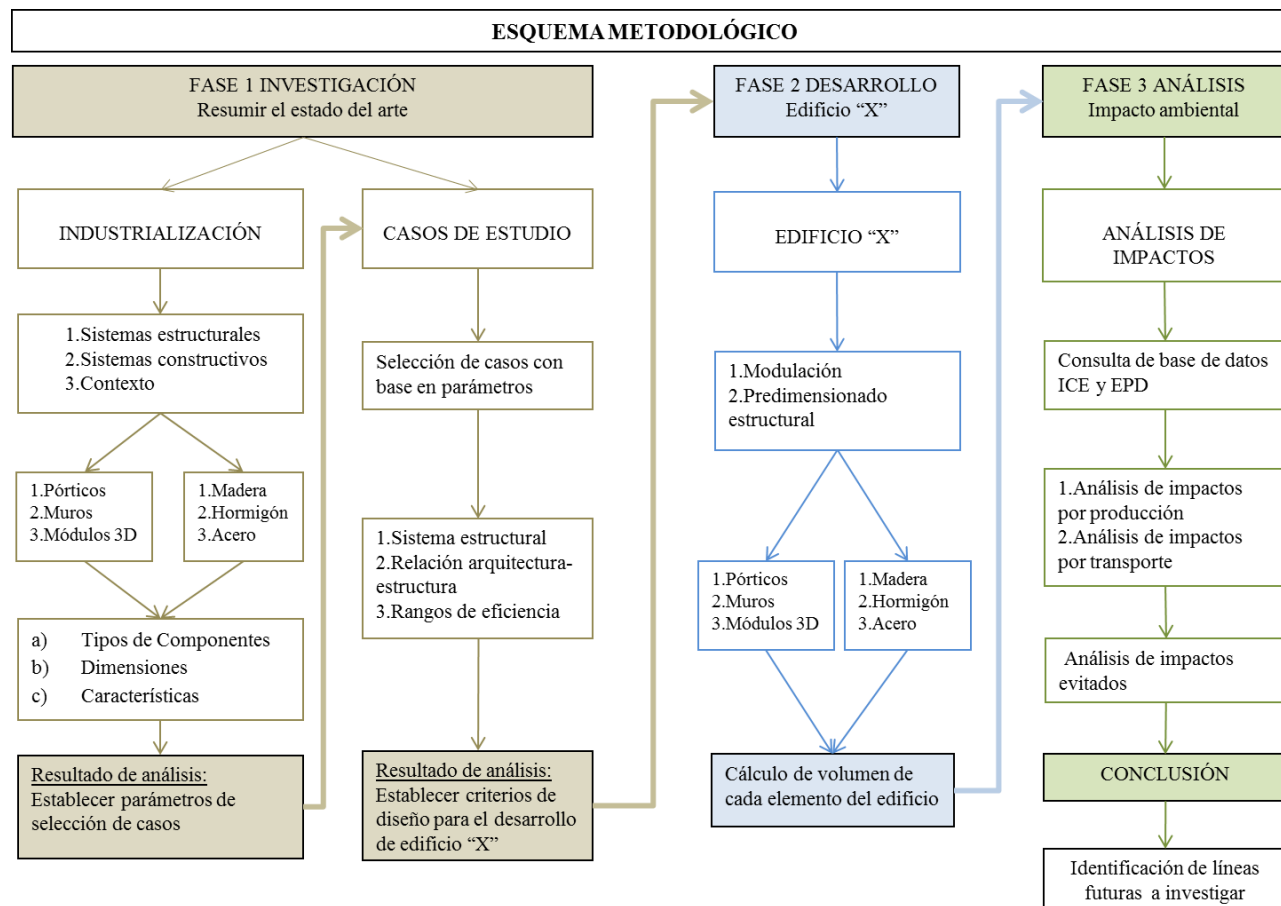 ESQUEMA METODOLÓGICO
FASE 1 INVESTIGACIÓN
Resumir el estado del arte
INDUSTRIALIZACIÓN
1.Sistemas estructurales
2.Sistemas constructivos
3.Contexto
1.Pórticos
2.Muros
3.Módulos 3D
1.Madera
2.Hormigón
3.Acero
a) Tipos de Componentes
b) Dimensiones
c) Características
Resultado de análisis:
Establecer parámetros de
selección de casos
CASOS DE ESTUDIO
Selección de casos con
base en parámetros
1.Sistema estructural
2.Relación arquitectura-
estructura
3.Rangos de eficiencia
Resultado de análisis:
Establecer criterios de
diseño para el desarrollo
de edificio “X”
FASE 2 DESARROLLO
Edificio “X”
EDIFICIO “X”
1.Modulación
2.Predimensionado
estructural
1.Pórticos
2.Muros
3.Módulos 3D
1.Madera
2.Hormigón
3.Acero
Cálculo de volumen de
cada elemento del edificio
FASE 3 ANÁLISIS
Impacto ambiental
ANÁLISIS DE
IMPACTOS
Consulta de base de datos
ICE y EPD
1.Análisis de impactos
por producción
2.Análisis de impactos
por transporte
Análisis de impactos
evitados
CONCLUSIÓN
Identificación de líneas
futuras a investigar